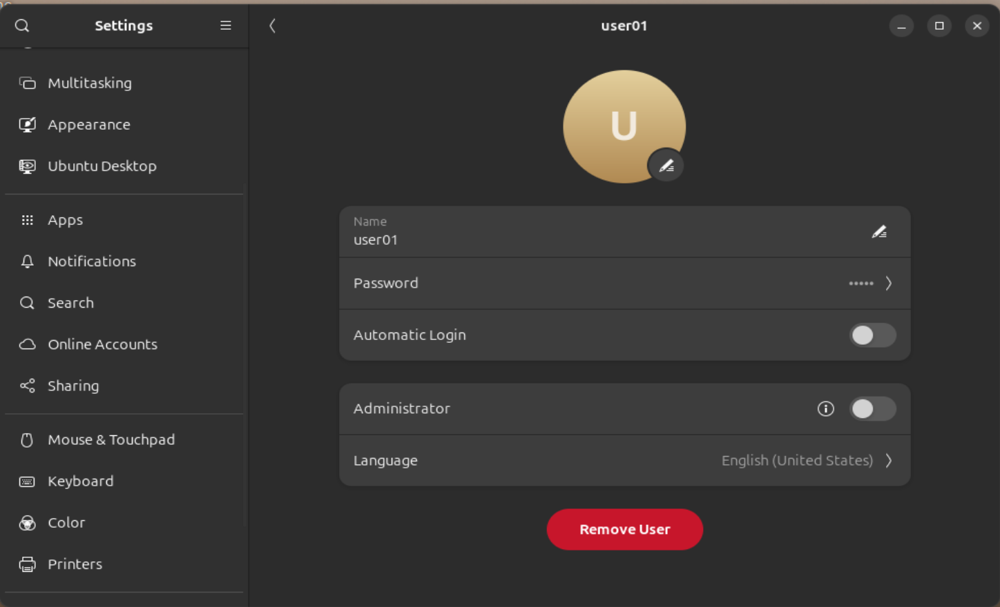 Settings
Multitasking
Appearance
Ubuntu Desktop
Apps
Notifications
Search
Online Accounts
Sharing
Mouse & Touchpad
Keyboard
Color
Printers
user01
U
Name
user01
Password •••••
Automatic Login
Administrator
Language English (United States)
Remove User